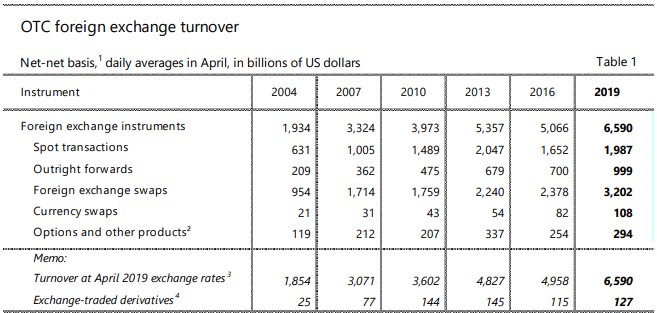 OTC foreign exchange turnover
Net-net basis,¹ daily averages in April, in billions of US dollars Table 1
Instrument 2004 2007 2010 2013 2016 2019
Foreign exchange instruments 1,934 3,324 3,973 5,357 5,066 6,590
Spot transactions 631 1,005 1,489 2,047 1,652 1,987
Outright forwards 209 362 475 679 700 999
Foreign exchange swaps 954 1,714 1,759 2,240 2,378 3,202
Currency swaps 21 31 43 54 82 108
Options and other products² 119 212 207 337 254 294
Memo:
Turnover at April 2019 exchange rates³ 1,854 3,071 3,602 4,827 4,958 6,590
Exchange-traded derivatives⁴ 25 77 144 145 115 127